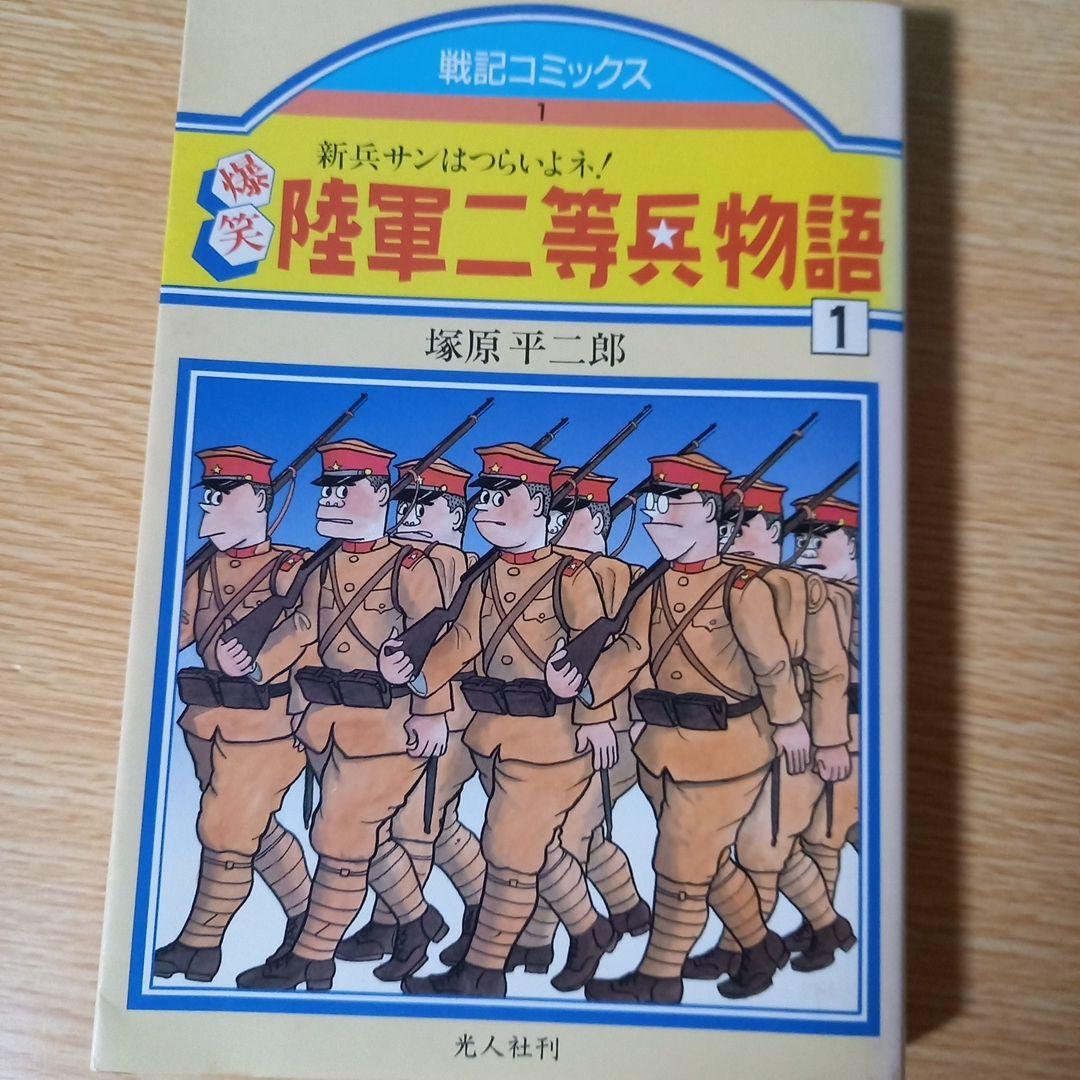 戦記コミックス
1
新兵サンはつらいよネ!
爆笑
陸軍二等兵物語
1
塚原平二郎
光人社刊